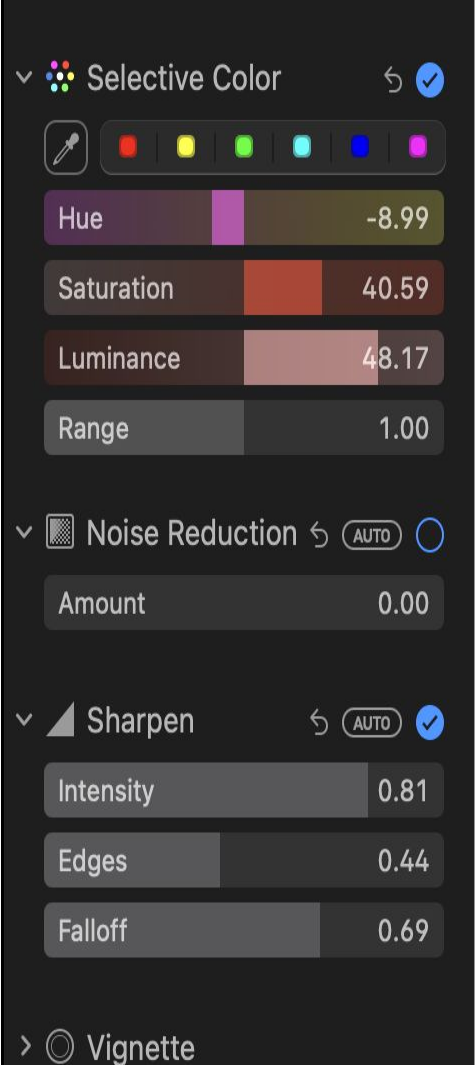 Selective Color
Hue -8.99
Saturation 40.59
Luminance 48.17
Range 1.00
Noise Reduction AUTO
Amount 0.00
Sharpen AUTO
Intensity 0.81
Edges 0.44
Falloff 0.69
Vignette